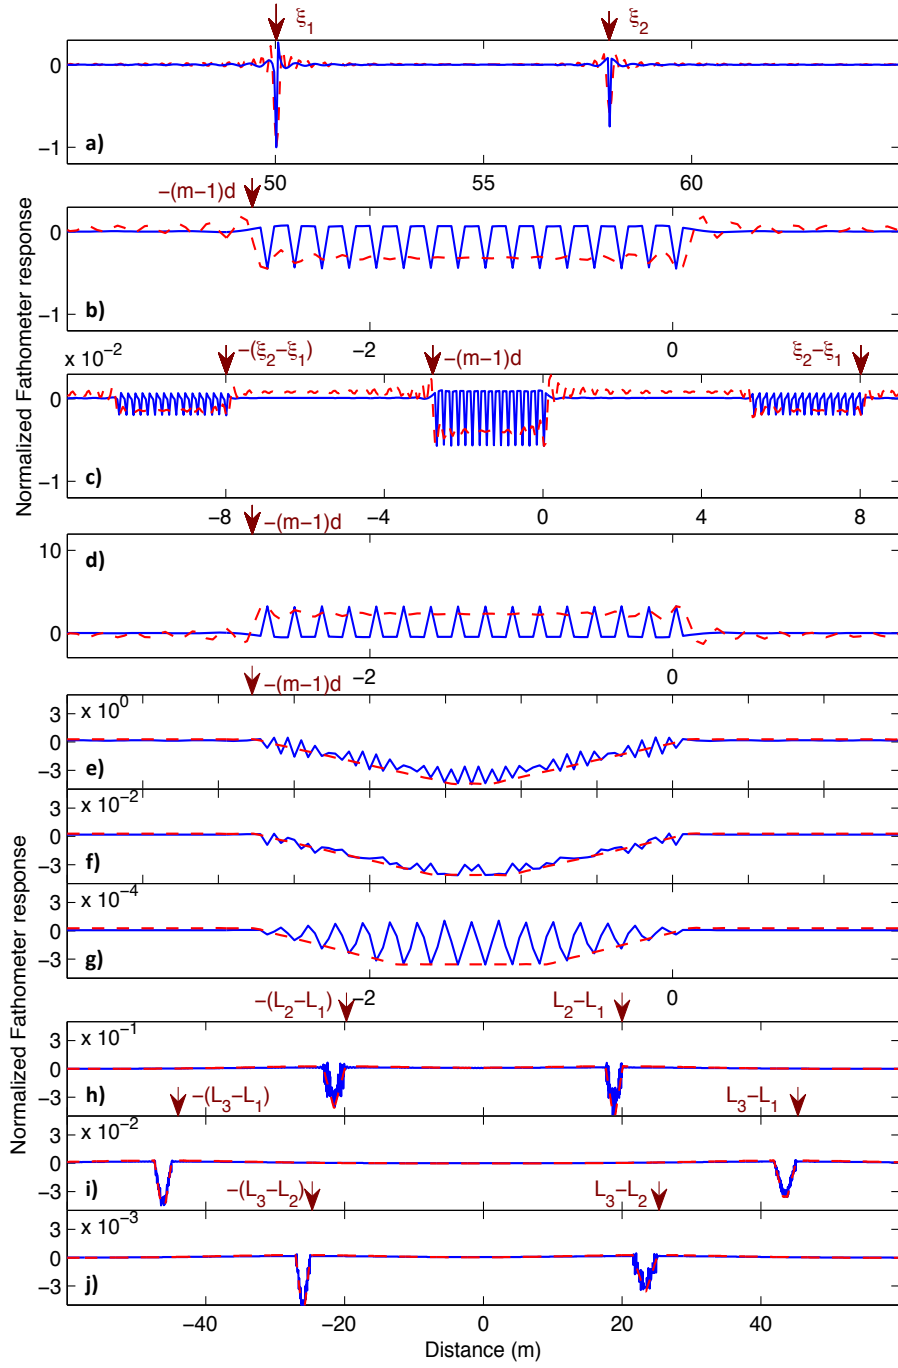 ξ1 ξ2
0
−1
a)
50 55 60
−(m−1)d
0
−1
b)
−2 0
x 10^−2 −(ξ2−ξ1) −(m−1)d ξ2−ξ1
0
−1
c)
−8 −4 0 4 8
−(m−1)d
10
0
d)
−2 0
−(m−1)d
Normalized Fathometer response
3 x 10^0
0
−3
e)
3 x 10^−2
0
−3
f)
3 x 10^−4
0
−3
g)
−2 0
−(L2−L1) L2−L1
3 x 10^−1
0
−3
h)
−(L3−L1) L3−L1
3 x 10^−2
0
−3
i)
−(L3−L2) L3−L2
3 x 10^−3
0
−3
j)
−40 −20 0 20 40
Distance (m)
Normalized Fathometer response